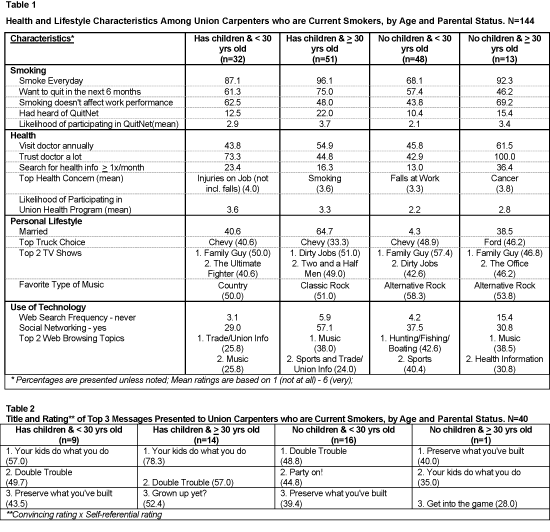 Table 1
Health and Lifestyle Characteristics Among Union Carpenters who are Current Smokers, by Age and Parental Status. N=144
Characteristics* Has children & < 30 yrs old (n=32) Has children & ≥ 30 yrs old (n=51) No children & < 30 yrs old (n=48) No children & ≥ 30 yrs old (n=13)
Smoking
Smoke Everyday 87.1 96.1 68.1 92.3
Want to quit in the next 6 months 61.3 75.0 57.4 46.2
Smoking doesn't affect work performance 62.5 48.0 43.8 69.2
Had heard of QuitNet 12.5 22.0 10.4 15.4
Likelihood of participating in QuitNet(mean) 2.9 3.7 2.1 3.4
Health
Visit doctor annually 43.8 54.9 45.8 61.5
Trust doctor a lot 73.3 44.8 42.9 100.0
Search for health info ≥ 1x/month 23.4 16.3 13.0 36.4
Top Health Concern (mean) Injuries on Job (not incl. falls) (4.0) Smoking (3.6) Falls at Work (3.3) Cancer (3.8)
Likelihood of Participating in Union Health Program (mean) 3.6 3.3 2.2 2.8
Personal Lifestyle
Married 40.6 64.7 4.3 38.5
Top Truck Choice Chevy (40.6) Chevy (33.3) Chevy (48.9) Ford (46.2)
Top 2 TV Shows 1. Family Guy (50.0) 1. Dirty Jobs (51.0) 1. Family Guy (57.4) 1. Family Guy (46.8)
2. The Ultimate Fighter (40.6) 2. Two and a Half Men (49.0) 2. Dirty Jobs (42.6) 2. The Office (46.2)
Favorite Type of Music Country (50.0) Classic Rock (51.0) Alternative Rock (58.3) Alternative Rock (53.8)
Use of Technology
Web Search Frequency - never 3.1 5.9 4.2 15.4
Social Networking - yes 29.0 57.1 37.5 30.8
Top 2 Web Browsing Topics 1. Trade/Union Info (25.8) 1. Music (38.0) 1. Hunting/Fishing/ Boating (42.6) 1. Music (38.5)
2. Music (25.8) 2. Sports and Trade/ Union Info (24.0) 2. Sports (40.4) 2. Health Information (30.8)
* Percentages are presented unless noted; Mean ratings are based on 1 (not at all) - 6 (very);
Table 2
Title and Rating** of Top 3 Messages Presented to Union Carpenters who are Current Smokers, by Age and Parental Status. N=40
Has children & < 30 yrs old (n=9) Has children & ≥ 30 yrs old (n=14) No children & < 30 yrs old (n=16) No children & ≥ 30 yrs old (n=1)
1. Your kids do what you do (57.0) 1. Your kids do what you do (78.3) 1. Double Trouble (48.8) 1. Preserve what you've built (40.0)
2. Double Trouble (49.7) 2. Double Trouble (57.0) 2. Party on! (44.8) 2. Your kids do what you do (35.0)
3. Preserve what you've built (43.5) 3. Grown up yet? (52.4) 3. Preserve what you've built (39.4) 3. Get into the game (28.0)
**Convincing rating x Self-referential rating